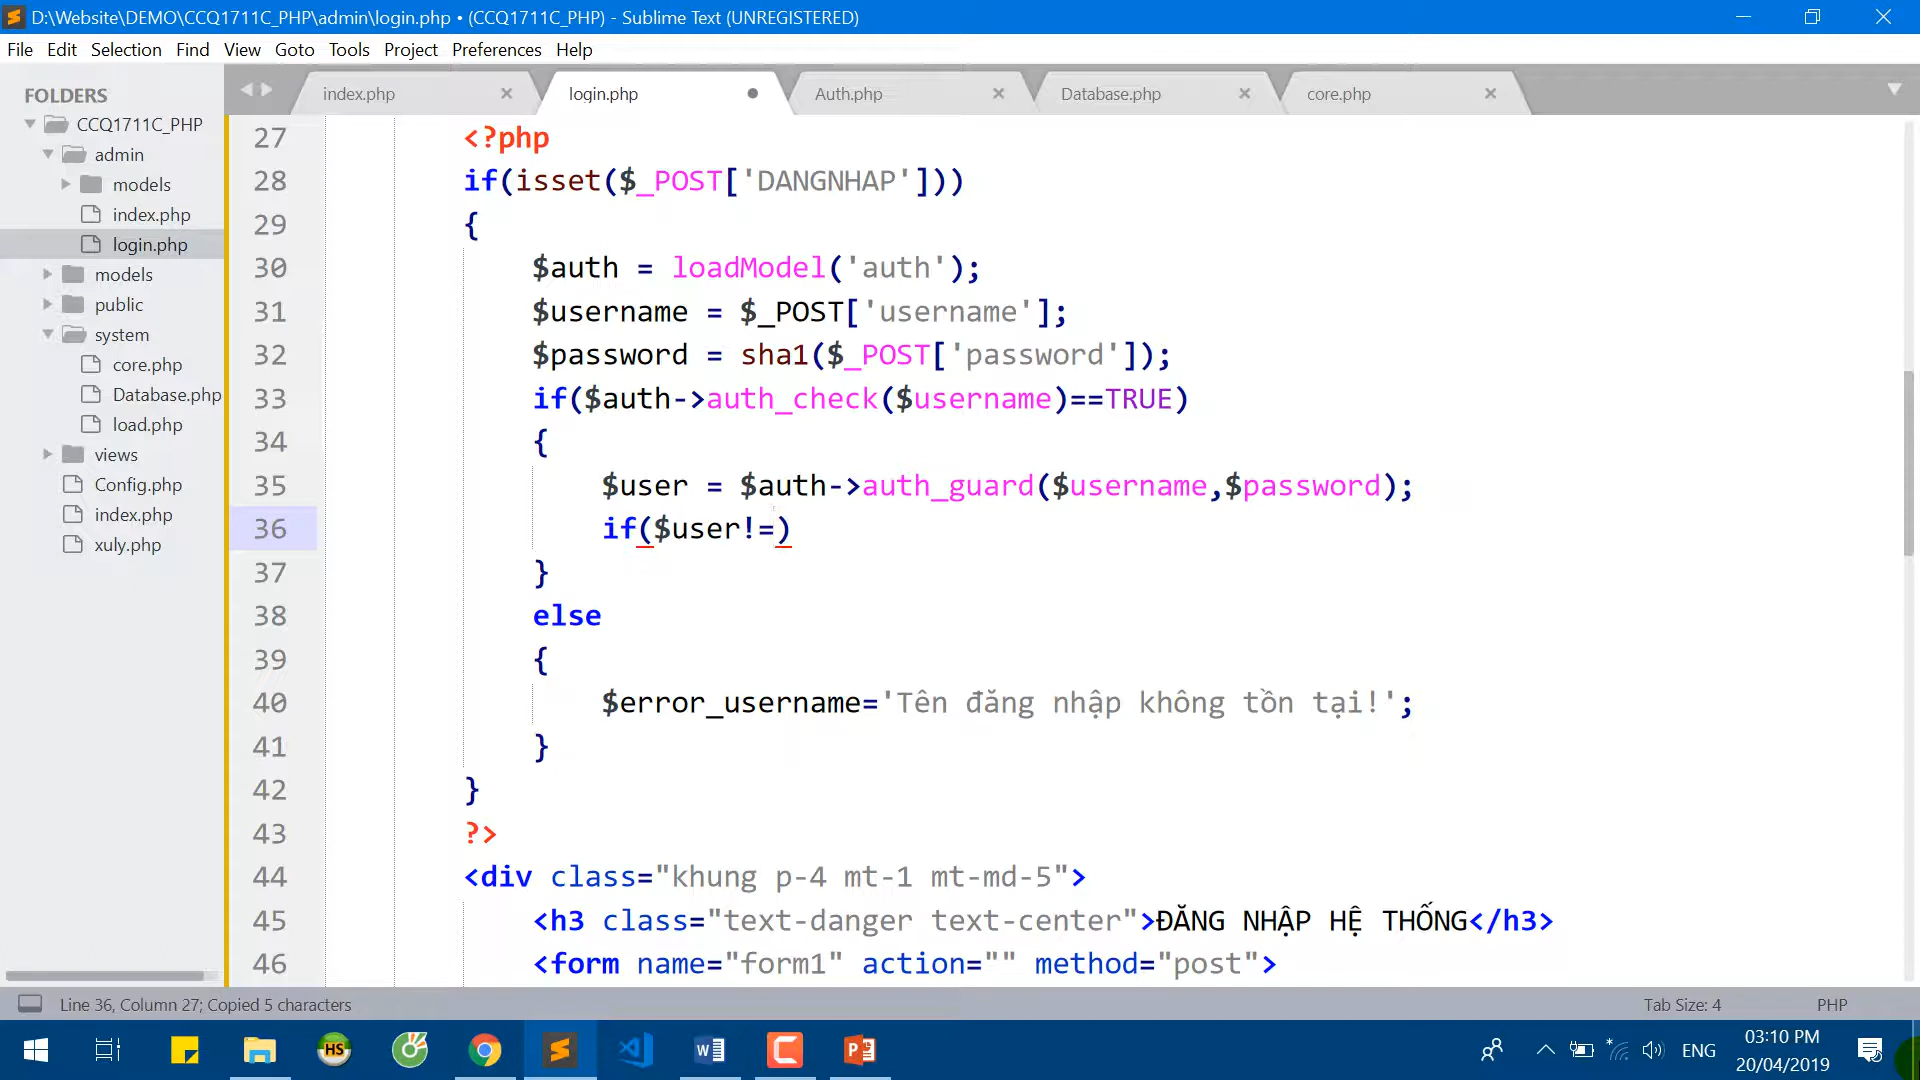 D:\Website\DEMO\CCQ1711C_PHP\admin\login.php • (CCQ1711C_PHP) - Sublime Text (UNREGISTERED)
File Edit Selection Find View Goto Tools Project Preferences Help
index.php login.php Auth.php Database.php core.php
FOLDERS
CCQ1711C_PHP
admin
models
index.php
login.php
models
public
system
core.php
Database.php
load.php
views
Config.php
index.php
xuly.php
27 <?php
28 if(isset($_POST['DANGNHAP']))
29 {
30 $auth = loadModel('auth');
31 $username = $_POST['username'];
32 $password = sha1($_POST['password']);
33 if($auth->auth_check($username)==TRUE)
34 {
35 $user = $auth->auth_guard($username,$password);
36 if($user!=)
37 }
38 else
39 {
40 $error_username='Tên đăng nhập không tồn tại!';
41 }
42 }
43 ?>
44 <div class="khung p-4 mt-1 mt-md-5">
45 <h3 class="text-danger text-center">ĐĂNG NHẬP HỆ THỐNG</h3>
46 <form name="form1" action="" method="post">
Line 36, Column 27; Copied 5 characters
Tab Size: 4 PHP
HS
ENG
03:10 PM
20/04/2019